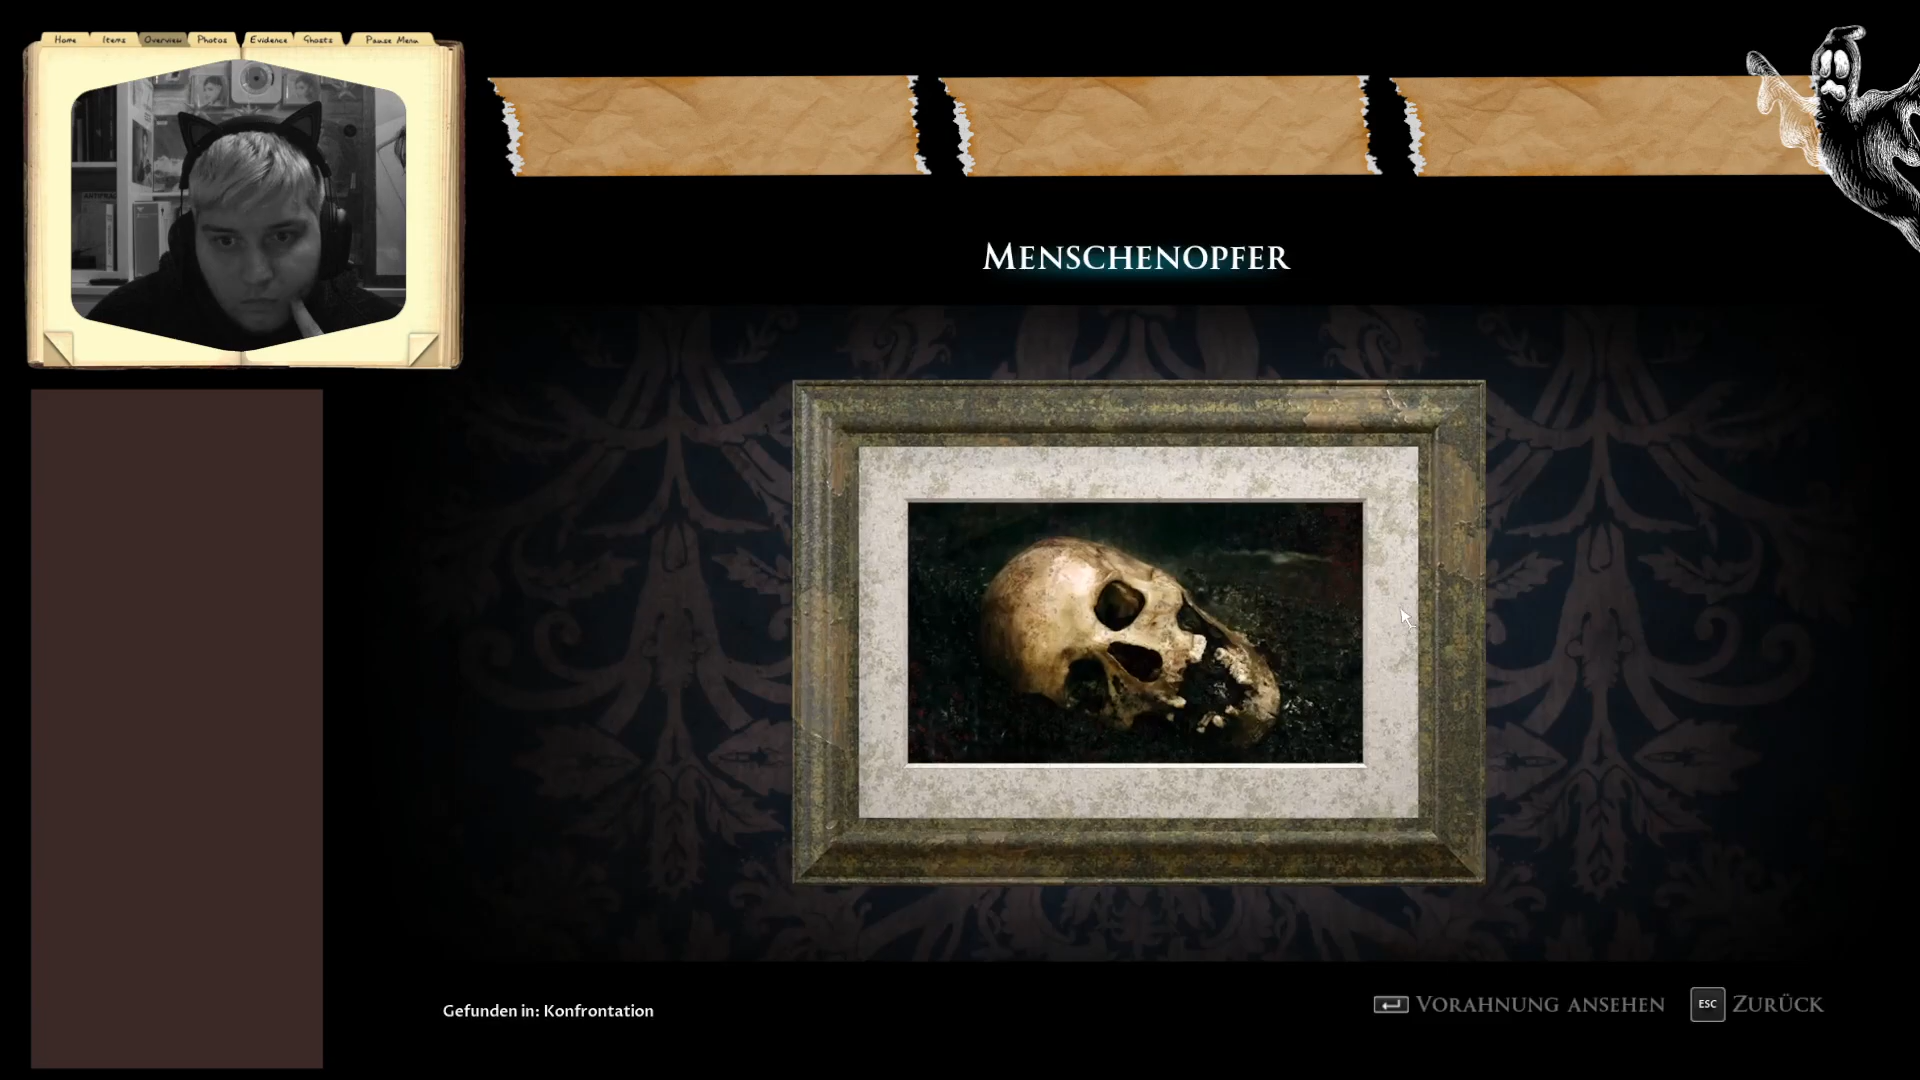 Home Items Overview Photos Evidence Ghosts Pause Menu
Menschenopfer
Gefunden in: Konfrontation
Vorahnung ansehen
ESC Zurück